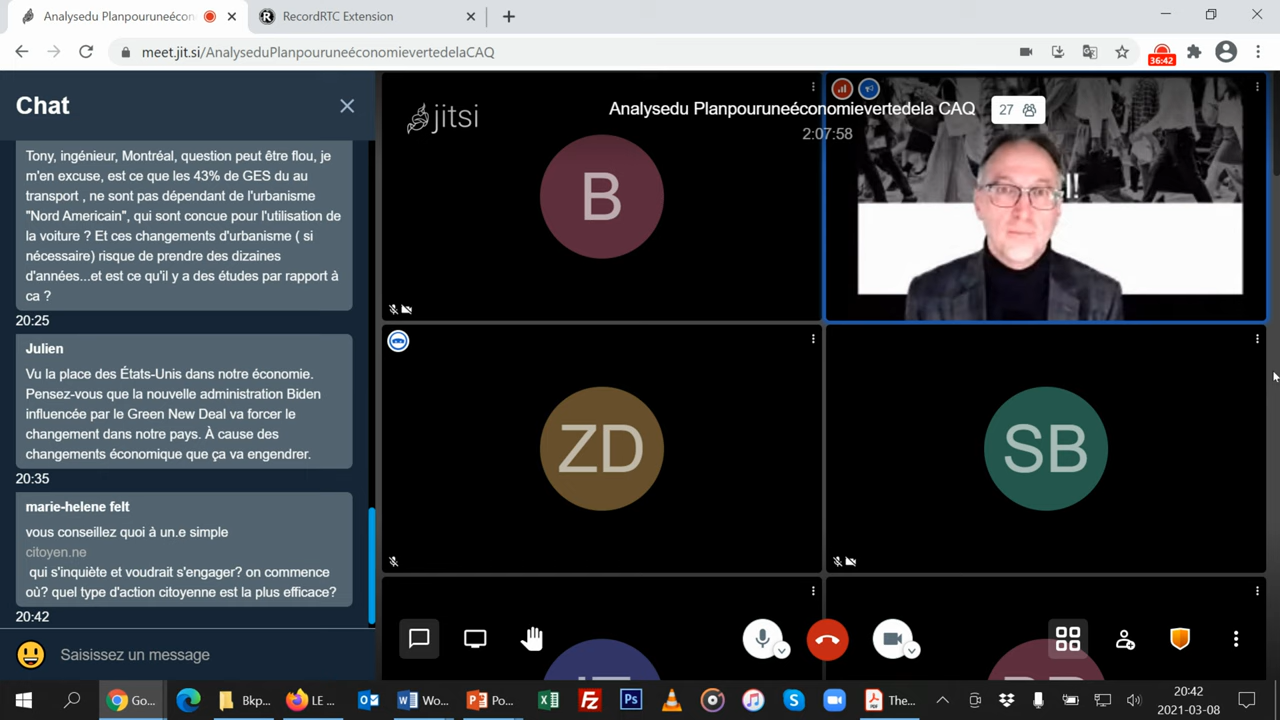 Analysedu Planpouruneécon
RecordRTC Extension
meet.jit.si/AnalyseduPlanpouruneéconomievertedelaCAQ
36:42
Chat
Tony, ingénieur, Montréal, question peut être flou, je
m'en excuse, est ce que les 43% de GES du au
transport , ne sont pas dépendant de l'urbanisme
"Nord Americain", qui sont concue pour l'utilisation de
la voiture ? Et ces changements d'urbanisme ( si
nécessaire) risque de prendre des dizaines
d'années...et est ce qu'il y a des études par rapport à
ca ?
20:25
Julien
Vu la place des États-Unis dans notre économie.
Pensez-vous que la nouvelle administration Biden
influencée par le Green New Deal va forcer le
changement dans notre pays. À cause des
changements économique que ça va engendrer.
20:35
marie-helene felt
vous conseillez quoi à un.e simple
citoyen.ne
qui s'inquiète et voudrait s'engager? on commence
où? quel type d'action citoyenne est la plus efficace?
20:42
Saisissez un message
jitsi
Analysedu Planpouruneéconomievertedela CAQ
27
2:07:58
B
ZD
SB
Go...
Bkp...
LE ...
Wo...
Po...
The...
20:42
2021-03-08